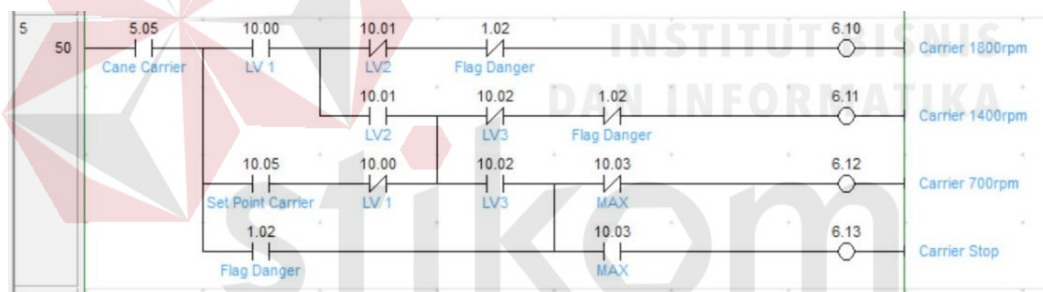 5
50
5.05 10.00 10.01 1.02 6.10
Cane Carrier LV 1 LV2 Flag Danger Carrier 1800rpm
10.01 10.02 1.02 6.11
LV2 LV3 Flag Danger Carrier 1400rpm
10.05 10.00 10.02 10.03 6.12
Set Point Carrier LV 1 LV3 MAX Carrier 700rpm
1.02 10.03 6.13
Flag Danger MAX Carrier Stop
INSTITUT BISNIS
DAN INFORMATIKA
stikom